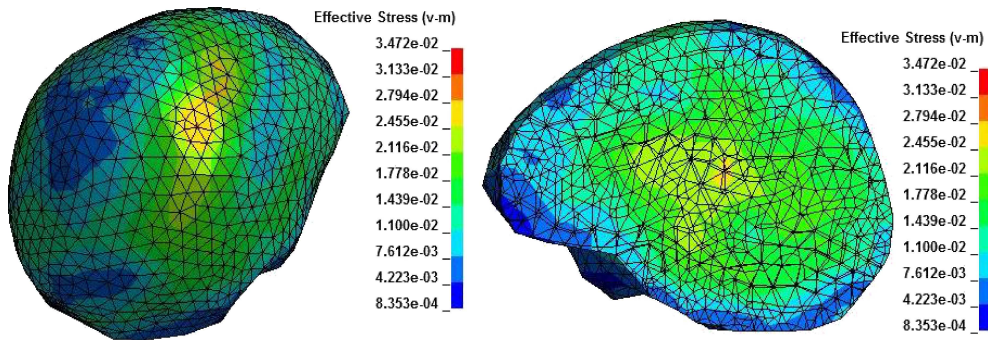 Effective Stress (v-m)
3.472e-02
3.133e-02
2.794e-02
2.455e-02
2.116e-02
1.778e-02
1.439e-02
1.100e-02
7.612e-03
4.223e-03
8.353e-04
Effective Stress (v-m)
3.472e-02
3.133e-02
2.794e-02
2.455e-02
2.116e-02
1.778e-02
1.439e-02
1.100e-02
7.612e-03
4.223e-03
8.353e-04